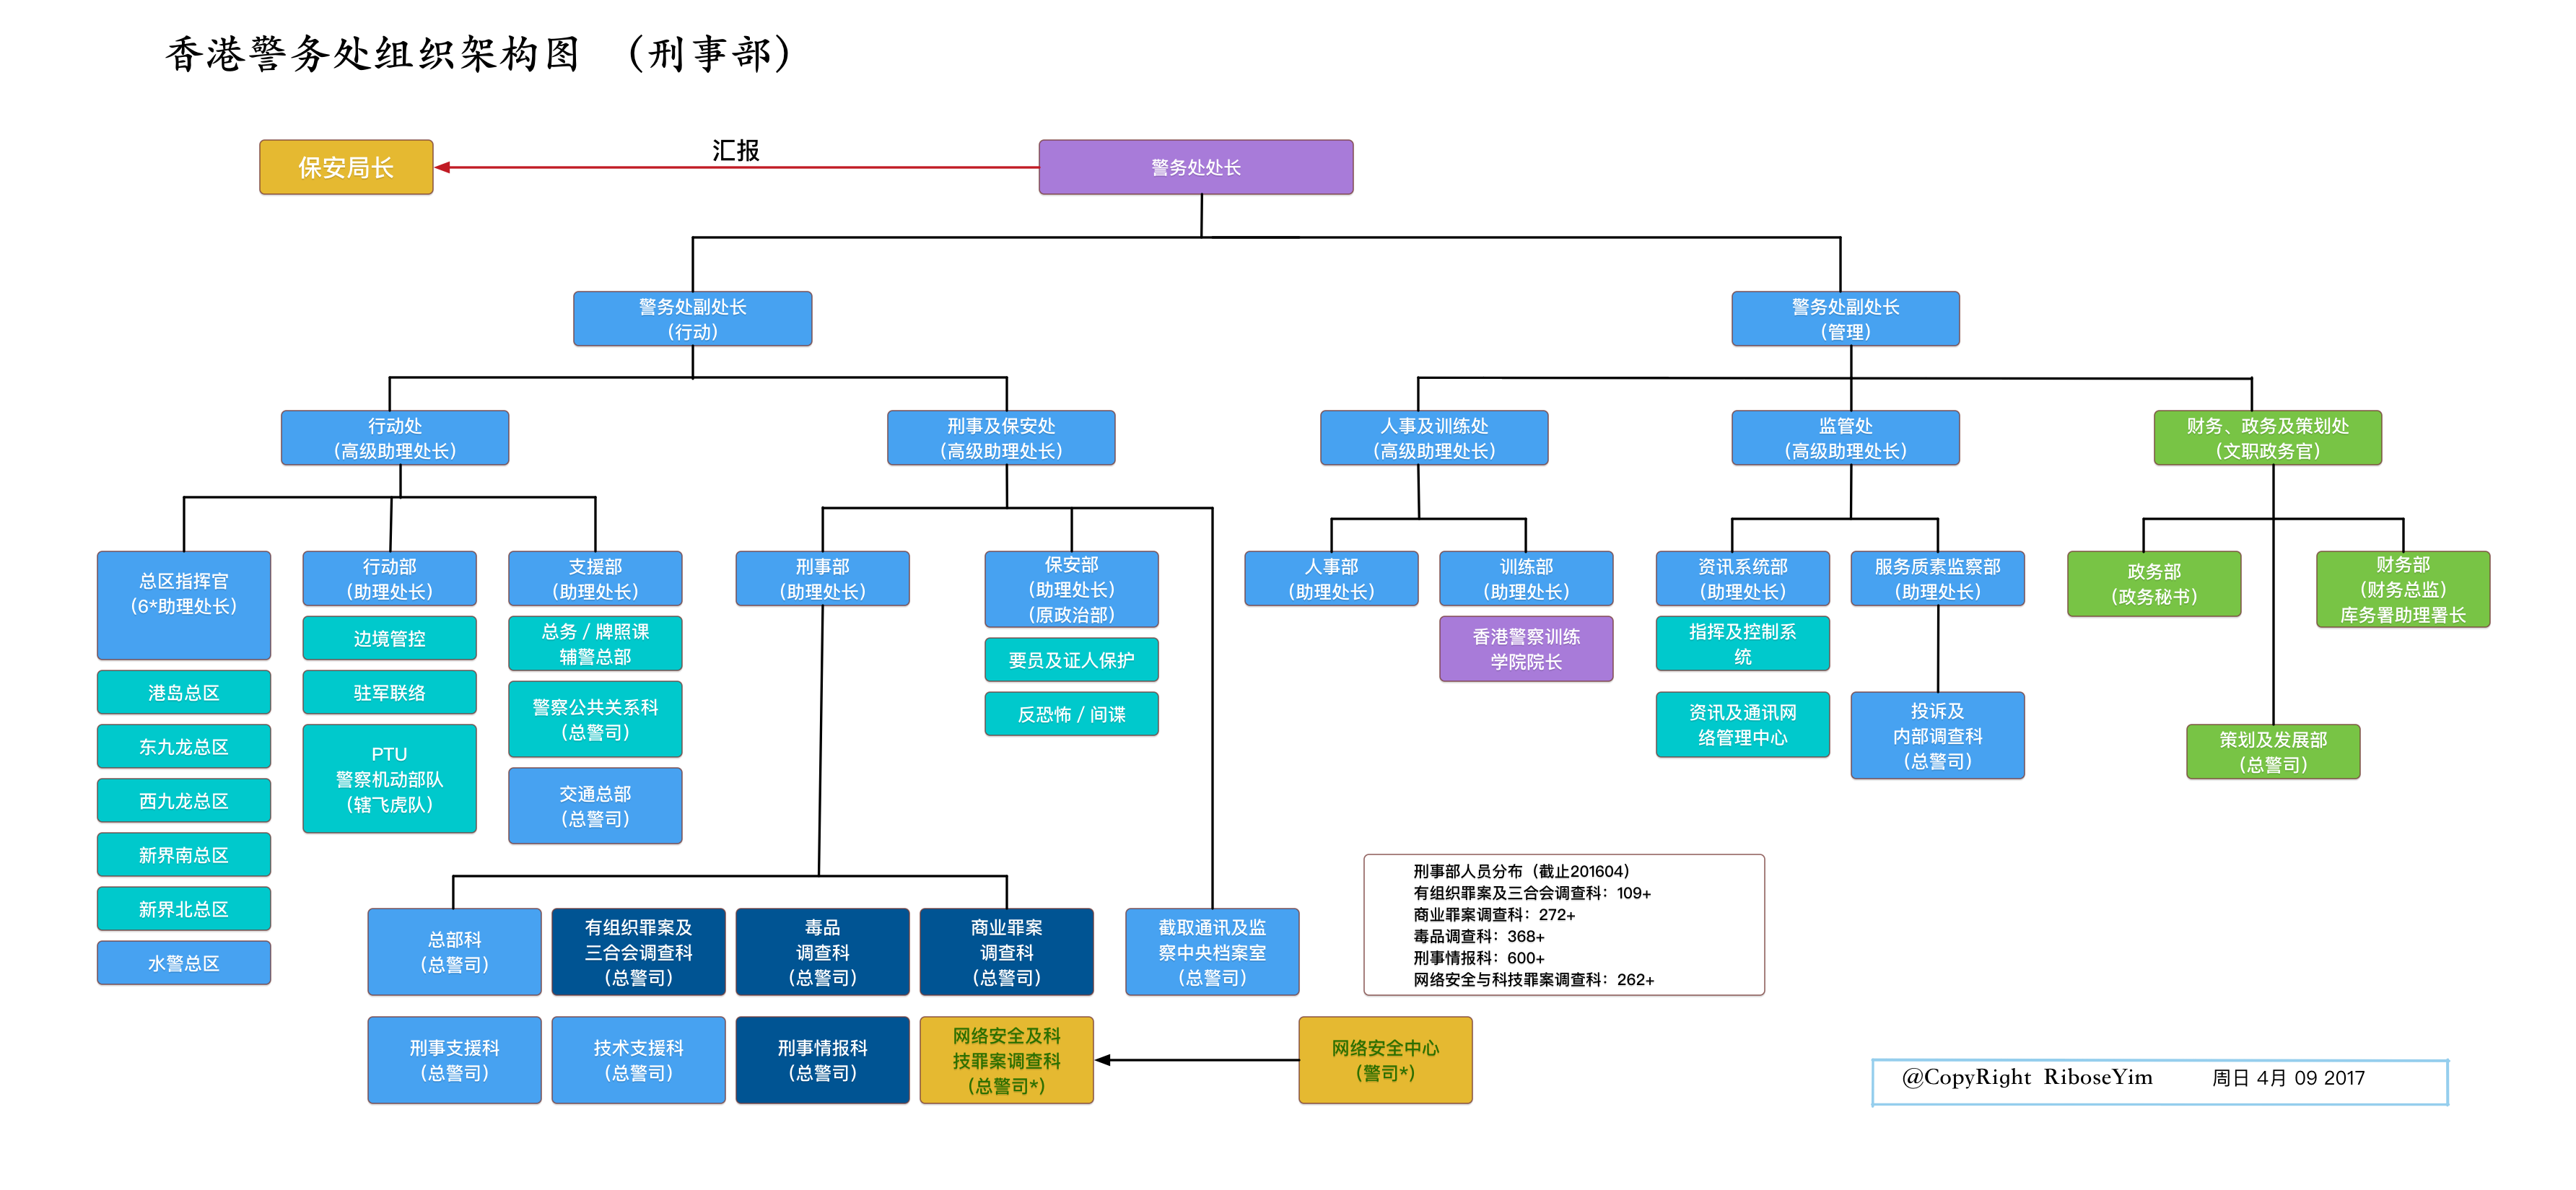 香港警务处组织架构图 （刑事部）
保安局长
汇报
警务处处长
警务处副处长
（行动）
警务处副处长
（管理）
行动处
（高级助理处长）
刑事及保安处
（高级助理处长）
人事及训练处
（高级助理处长）
监管处
（高级助理处长）
财务、政务及策划处
（文职政务官）
总区指挥官
（6*助理处长）
行动部
（助理处长）
支援部
（助理处长）
刑事部
（助理处长）
保安部
（助理处长）
（原政治部）
人事部
（助理处长）
训练部
（助理处长）
资讯系统部
（助理处长）
服务质素监察部
（助理处长）
政务部
（政务秘书）
财务部
（财务总监）
库务署助理署长
港岛总区
东九龙总区
西九龙总区
新界南总区
新界北总区
水警总区
边境管控
驻军联络
PTU
警察机动部队
（辖飞虎队）
总务 / 牌照课
辅警总部
警察公共关系科
（总警司）
交通总部
（总警司）
要员及证人保护
反恐怖 / 间谍
香港警察训练
学院院长
指挥及控制系
统
资讯及通讯网
络管理中心
投诉及
内部调查科
（总警司）
策划及发展部
（总警司）
总部科
（总警司）
有组织罪案及
三合会调查科
（总警司）
毒品
调查科
（总警司）
商业罪案
调查科
（总警司）
截取通讯及监
察中央档案室
（总警司）
刑事部人员分布（截止201604）
有组织罪案及三合会调查科：109+
商业罪案调查科：272+
毒品调查科：368+
刑事情报科：600+
网络安全与科技罪案调查科：262+
刑事支援科
（总警司）
技术支援科
（总警司）
刑事情报科
（总警司）
网络安全及科
技罪案调查科
（总警司*）
网络安全中心
（警司*）
@CopyRight RiboseYim 周日 4月 09 2017